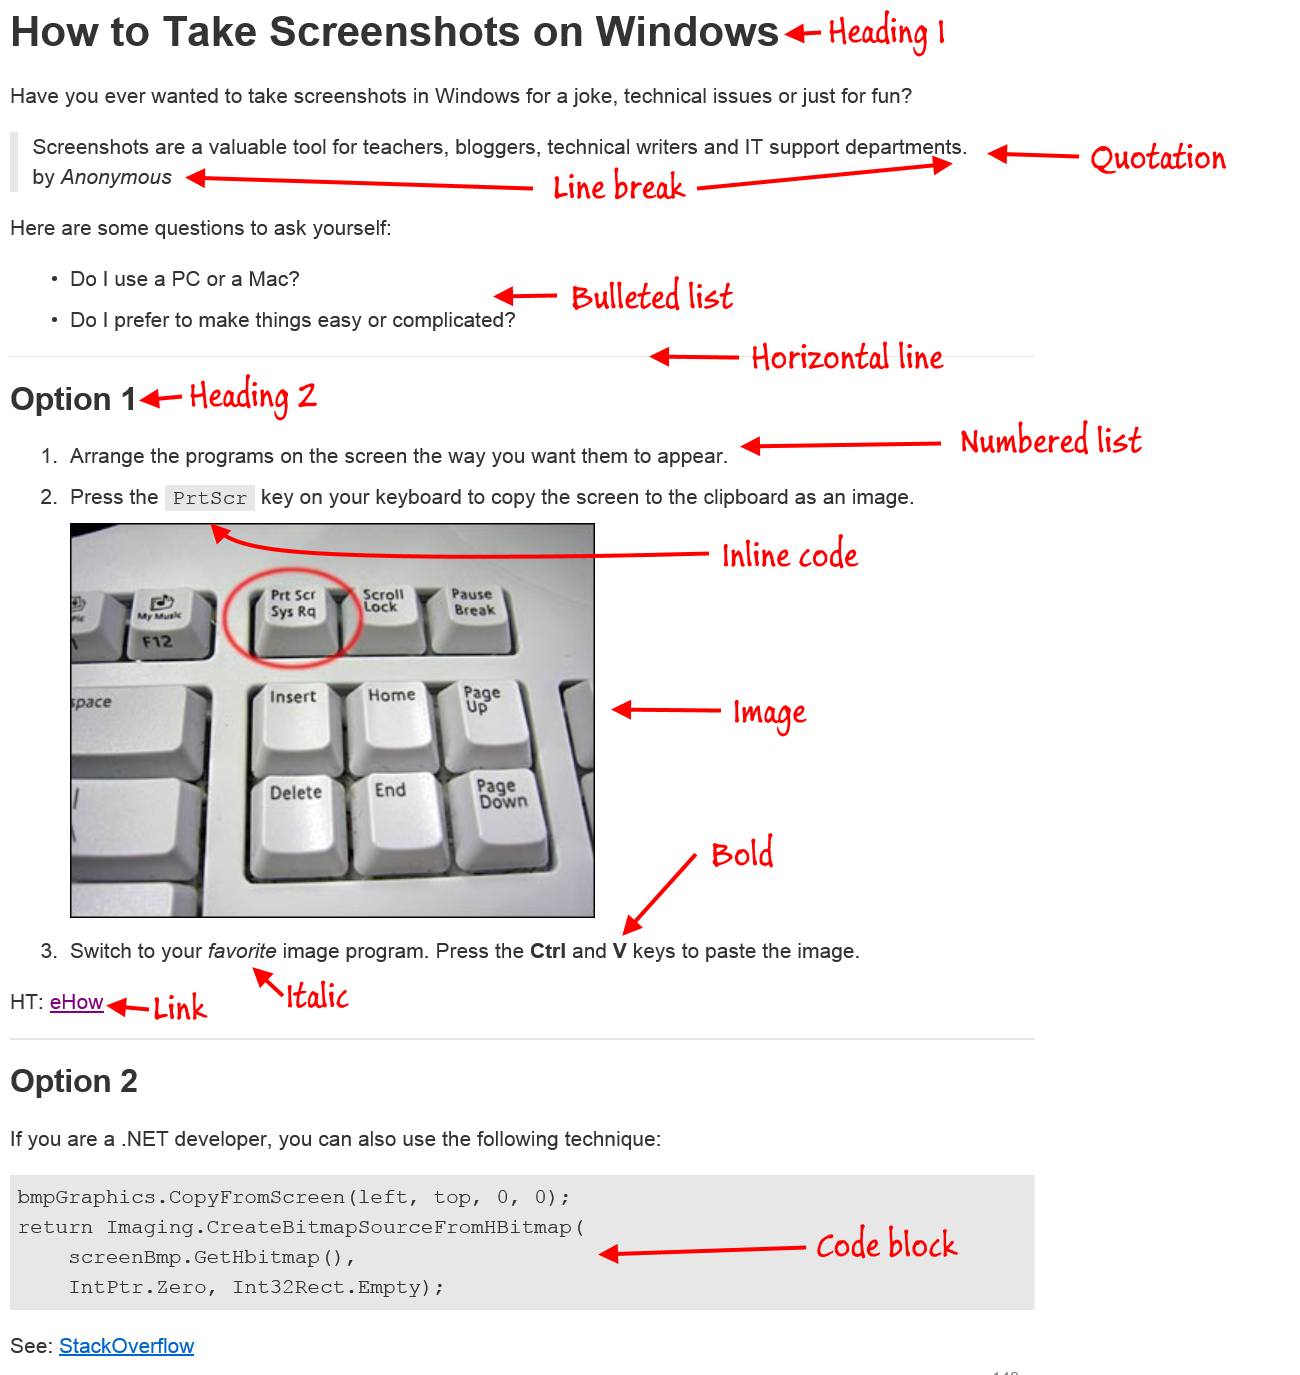 How to Take Screenshots on Windows
Heading 1
Have you ever wanted to take screenshots in Windows for a joke, technical issues or just for fun?
Screenshots are a valuable tool for teachers, bloggers, technical writers and IT support departments.
Quotation
by Anonymous
Line break
Here are some questions to ask yourself:
• Do I use a PC or a Mac?
Bulleted list
• Do I prefer to make things easy or complicated?
Horizontal line
Option 1
Heading 2
1. Arrange the programs on the screen the way you want them to appear.
Numbered list
2. Press the PrtScr key on your keyboard to copy the screen to the clipboard as an image.
Inline code
My Music
F12
Prt Scr
Sys Rq
Scroll
Lock
Pause
Break
space
Insert
Home
Page
Up
Image
Delete
End
Page
Down
Bold
3. Switch to your favorite image program. Press the Ctrl and V keys to paste the image.
Italic
HT: eHow
Link
Option 2
If you are a .NET developer, you can also use the following technique:
bmpGraphics.CopyFromScreen(left, top, 0, 0);
return Imaging.CreateBitmapSourceFromHBitmap(
screenBmp.GetHbitmap(),
IntPtr.Zero, Int32Rect.Empty);
Code block
See: StackOverflow